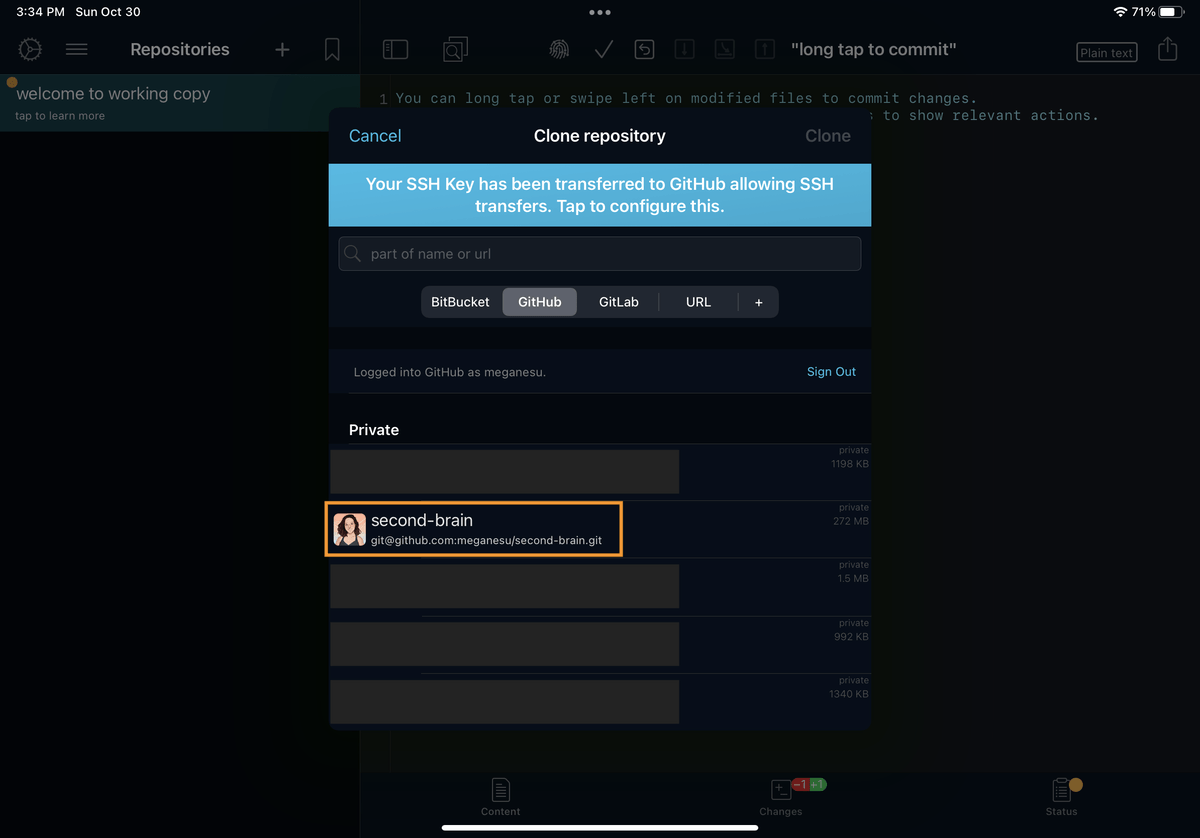 3:34 PM Sun Oct 30
71%
Repositories
"long tap to commit"
Plain text
welcome to working copy
tap to learn more
1 You can long tap or swipe left on modified files to commit changes.
s to show relevant actions.
Cancel
Clone repository
Clone
Your SSH Key has been transferred to GitHub allowing SSH
transfers. Tap to configure this.
part of name or url
BitBucket GitHub GitLab URL +
Logged into GitHub as meganesu.
Sign Out
Private
private
1198 KB
second-brain
git@github.com:meganesu/second-brain.git
private
272 MB
private
1.5 MB
private
992 KB
private
1340 KB
Content
-1 +1
Changes
Status